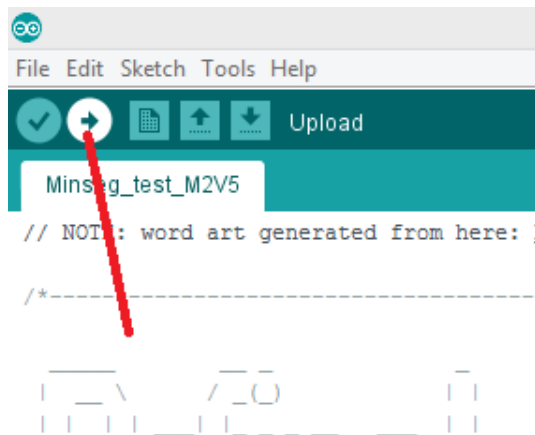 File Edit Sketch Tools Help
Upload
Minseg_test_M2V5
// NOTE: word art generated from here:
/*-----------------------------------